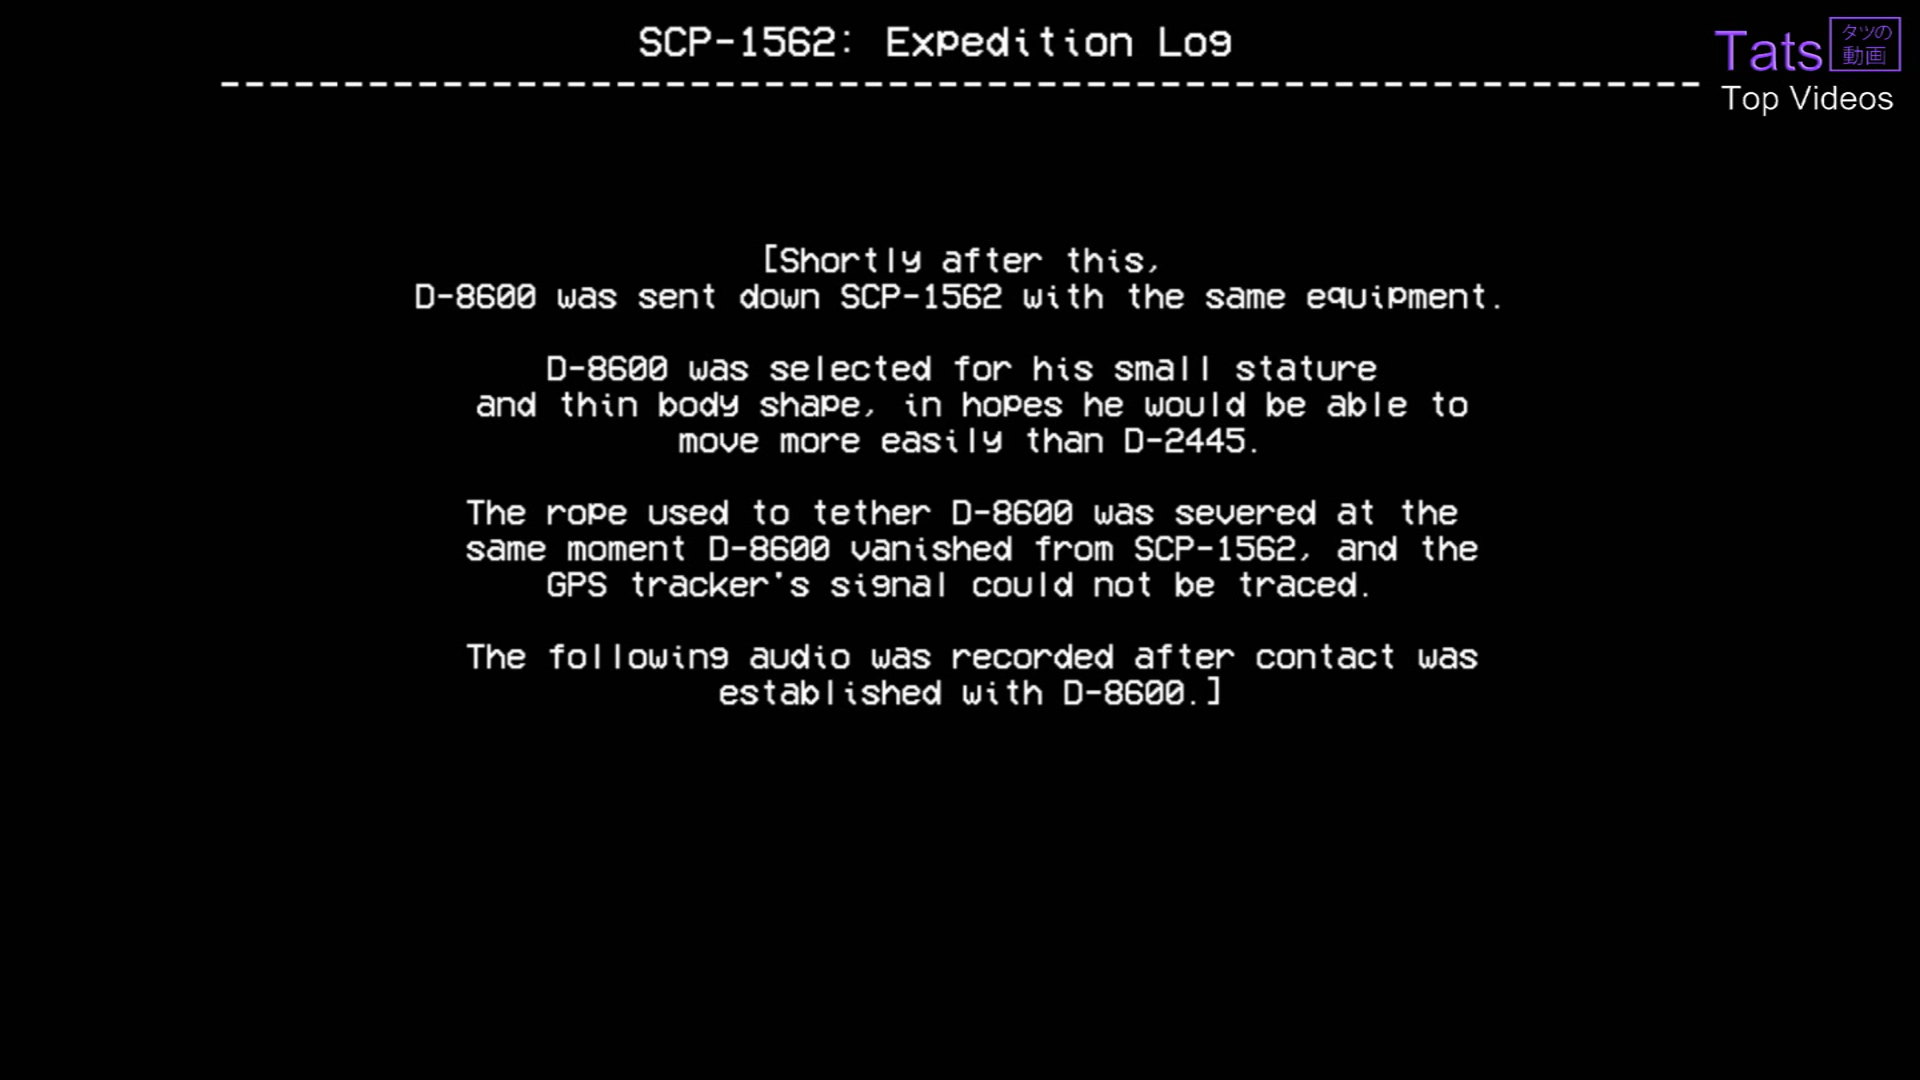 SCP-1562: Expedition Log
Tats
タツの
動画
Top Videos
[Shortly after this,
D-8600 was sent down SCP-1562 with the same equipment.
D-8600 was selected for his small stature
and thin body shape, in hopes he would be able to
move more easily than D-2445.
The rope used to tether D-8600 was severed at the
same moment D-8600 vanished from SCP-1562, and the
GPS tracker's signal could not be traced.
The following audio was recorded after contact was
established with D-8600.]